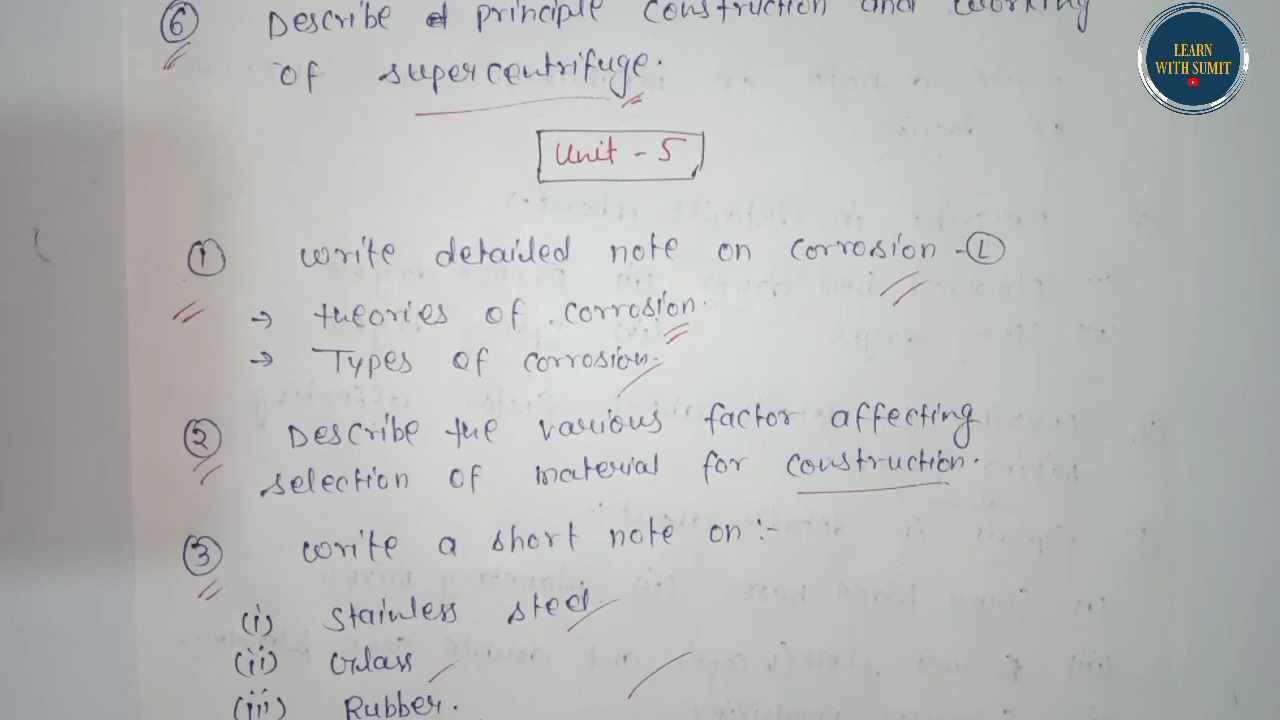 ⑥ Describe principle construction and working
of supercentrifuge.
LEARN
WITH SUMIT
Unit - 5
① write detailed note on corrosion - Ⓛ
→ theories of corrosion.
→ Types of corrosion.
② Describe the various factor affecting
selection of material for construction.
③ write a short note on :-
(i) stainless steel
(ii) Glass
(iii) Rubber.